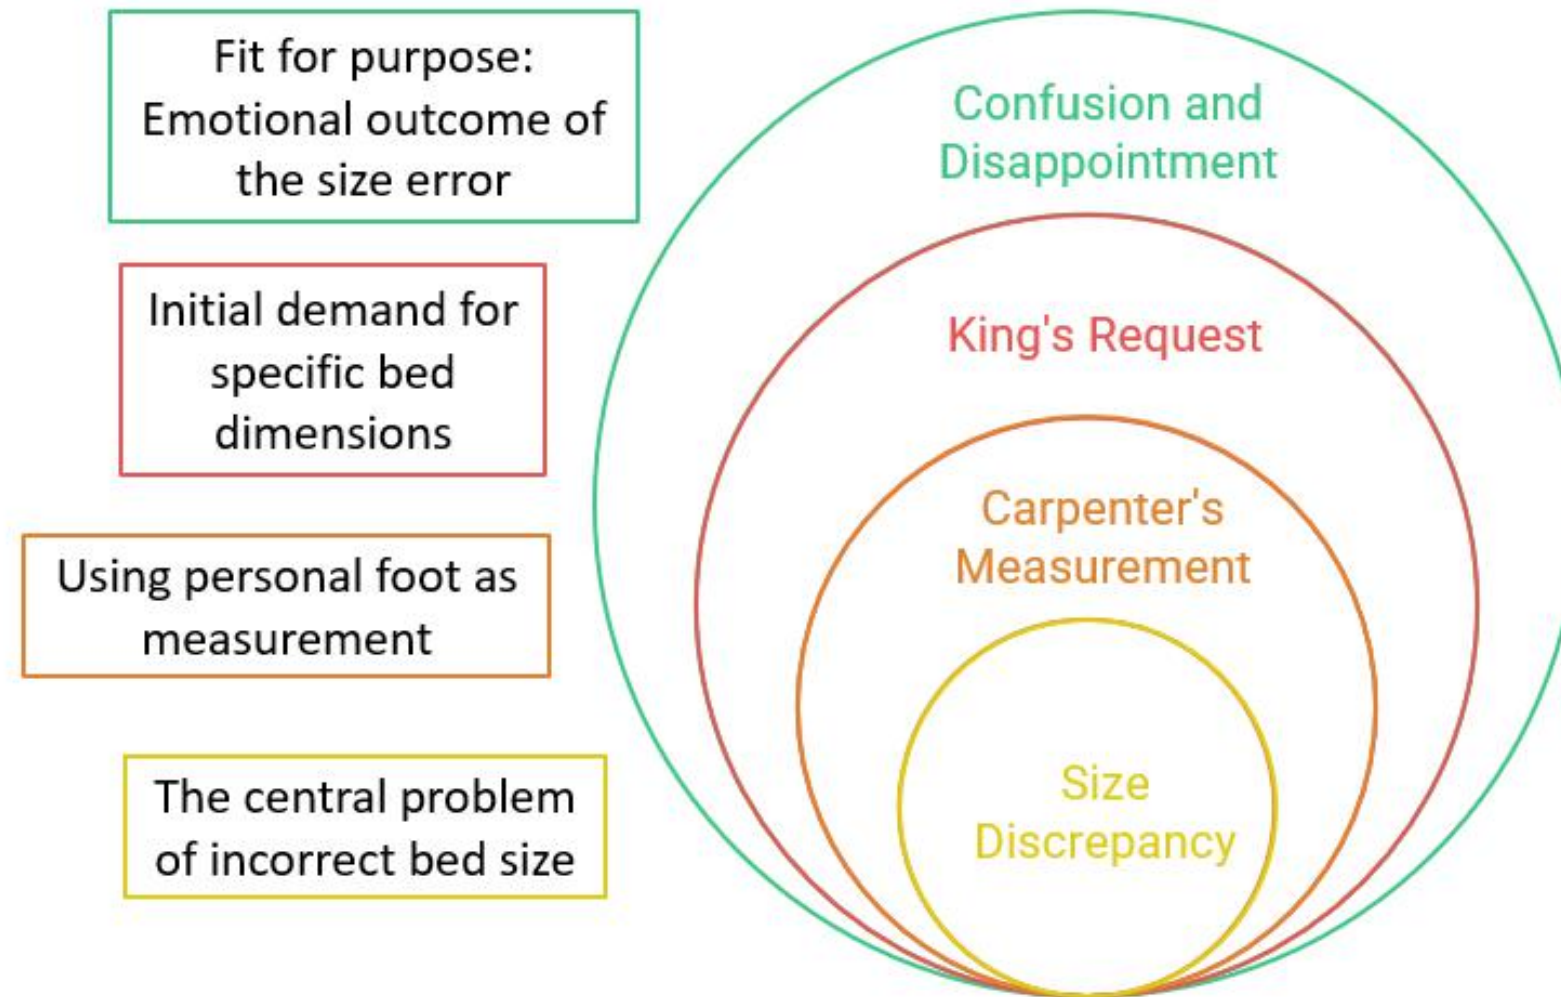 Fit for purpose:
Emotional outcome of
the size error
Confusion and
Disappointment
Initial demand for
specific bed
dimensions
King's Request
Using personal foot as
measurement
Carpenter's
Measurement
The central problem
of incorrect bed size
Size
Discrepancy